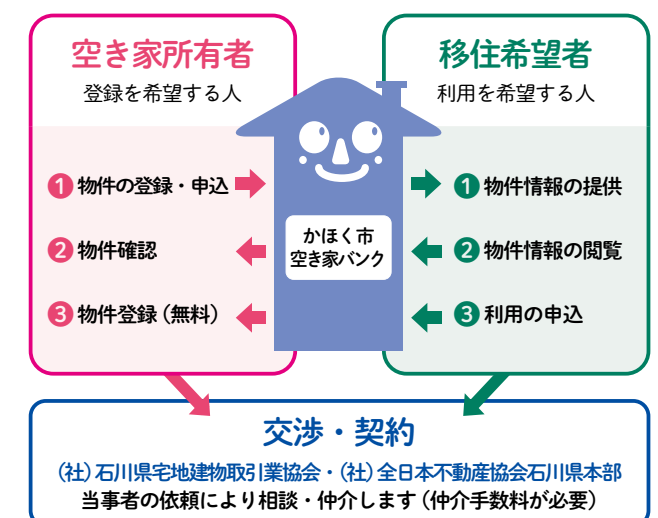 空き家所有者
登録を希望する人
❶物件の登録・申込
❷物件確認
❸物件登録(無料)
かほく市
空き家バンク
移住希望者
利用を希望する人
❶物件情報の提供
❷物件情報の閲覧
❸利用の申込
交渉・契約
(社)石川県宅地建物取引業協会・(社)全日本不動産協会石川県本部
当事者の依頼により相談・仲介します(仲介手数料が必要)